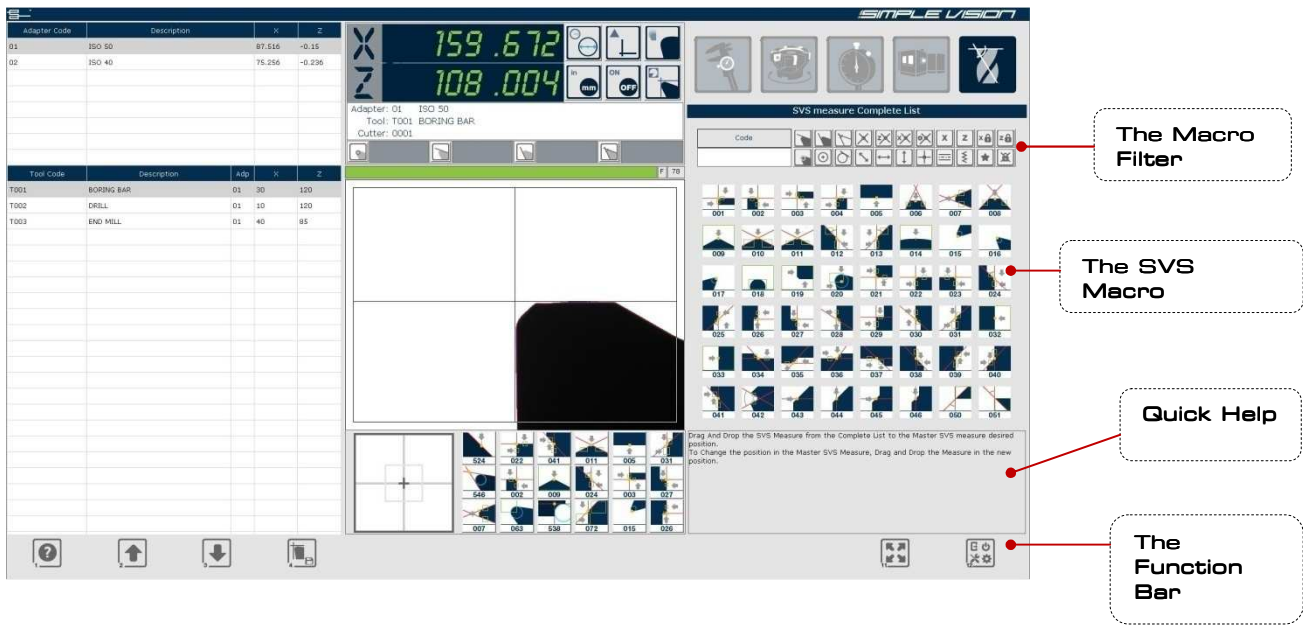 SIMPLE VISION
Adapter Code Description X Z
01 ISO 50 87.516 -0.15
02 ISO 40 75.256 -0.236
X 159.672
Z 108.004
in mm ON OFF
Adapter: 01 ISO 50
Tool: T001 BORING BAR
Cutter: 0001
F 78
Tool Code Description Adp X Z
T001 BORING BAR 01 30 120
T002 DRILL 01 10 120
T003 END MILL 01 40 85
SVS measure Complete List
Code
X Z X Z
001 002 003 004 005 006 007 008
009 010 011 012 013 014 015 016
017 018 019 020 021 022 023 024
025 026 027 028 029 030 031 032
033 034 035 036 037 038 039 040
041 042 043 044 045 046 050 051
524 022 041 011 005 031
546 002 009 024 003 027
007 063 538 072 015 026
Drag And Drop the SVS Measure from the Complete List to the Master SVS measure desired
position.
To Change the position in the Master SVS Measure, Drag and Drop the Measure in the new
position.
The Macro
Filter
The SVS
Macro
Quick Help
The
Function
Bar